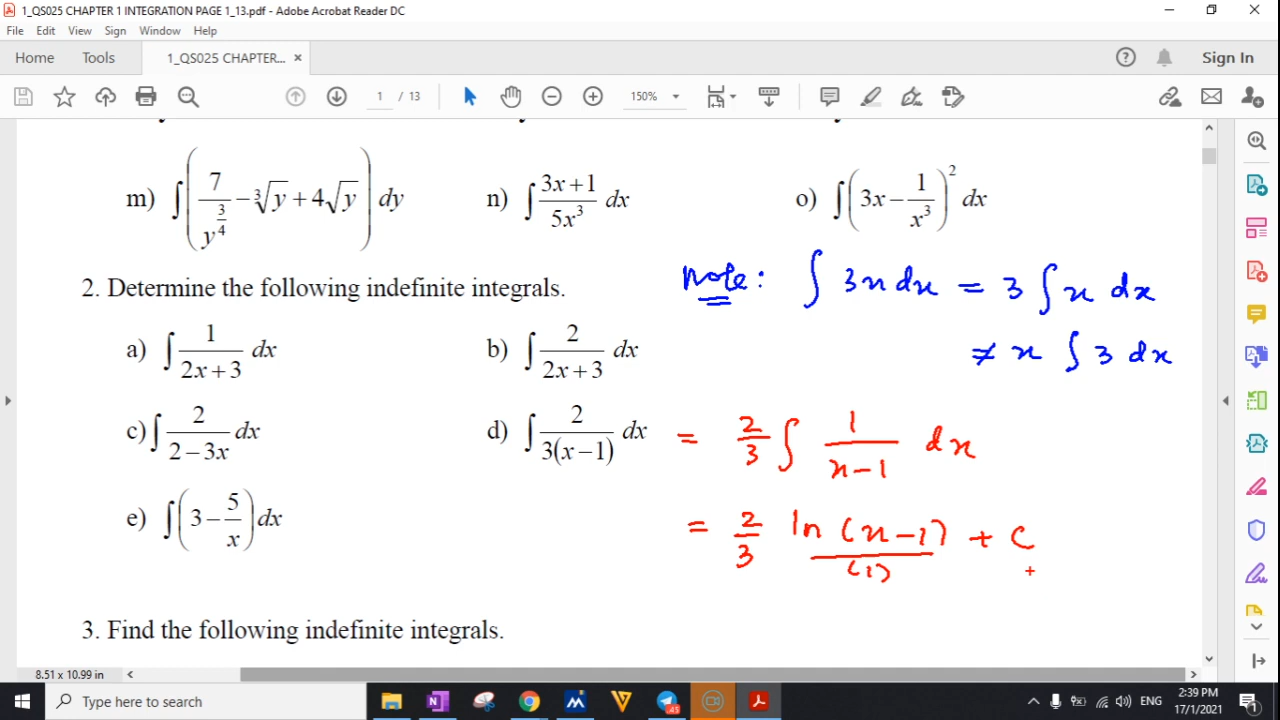 1_QS025 CHAPTER 1 INTEGRATION PAGE 1_13.pdf - Adobe Acrobat Reader DC
File Edit View Sign Window Help
Home Tools 1_QS025 CHAPTER... × Sign In
1 / 13 150%
m) ∫(7/y^(3/4) − ∛y + 4√y) dy n) ∫ (3x+1)/(5x³) dx o) ∫(3x − 1/x³)² dx
2. Determine the following indefinite integrals.
Note: ∫ 3x dx = 3 ∫ x dx
≠ x ∫ 3 dx
a) ∫ 1/(2x+3) dx b) ∫ 2/(2x+3) dx
c) ∫ 2/(2−3x) dx d) ∫ 2/(3(x−1)) dx = 2/3 ∫ 1/(x−1) dx
= 2/3 ln(x−1)/(1) + C
e) ∫(3 − 5/x) dx
3. Find the following indefinite integrals.
8.51 x 10.99 in
Type here to search
45
ENG
2:39 PM
17/1/2021
1